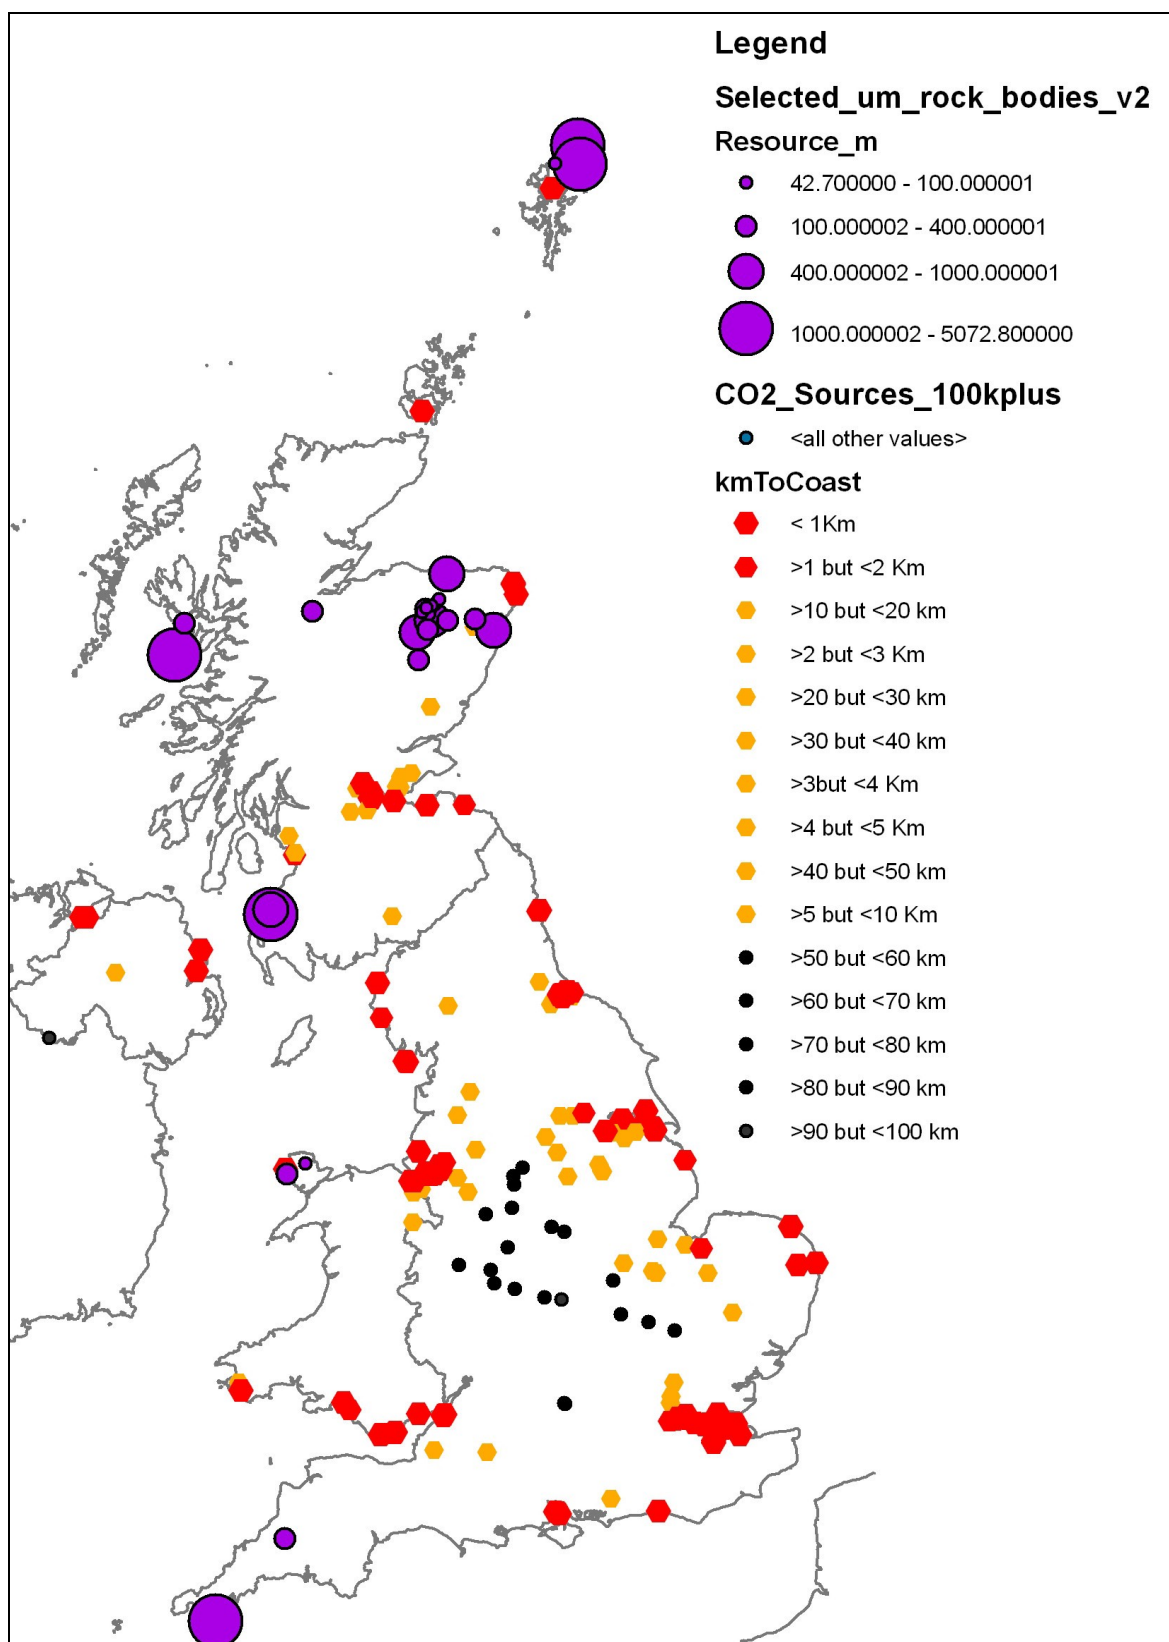 Legend
Selected_um_rock_bodies_v2
Resource_m
42.700000 - 100.000001
100.000002 - 400.000001
400.000002 - 1000.000001
1000.000002 - 5072.800000
CO2_Sources_100kplus
<all other values>
kmToCoast
< 1Km
>1 but <2 Km
>10 but <20 km
>2 but <3 Km
>20 but <30 km
>30 but <40 km
>3but <4 Km
>4 but <5 Km
>40 but <50 km
>5 but <10 Km
>50 but <60 km
>60 but <70 km
>70 but <80 km
>80 but <90 km
>90 but <100 km